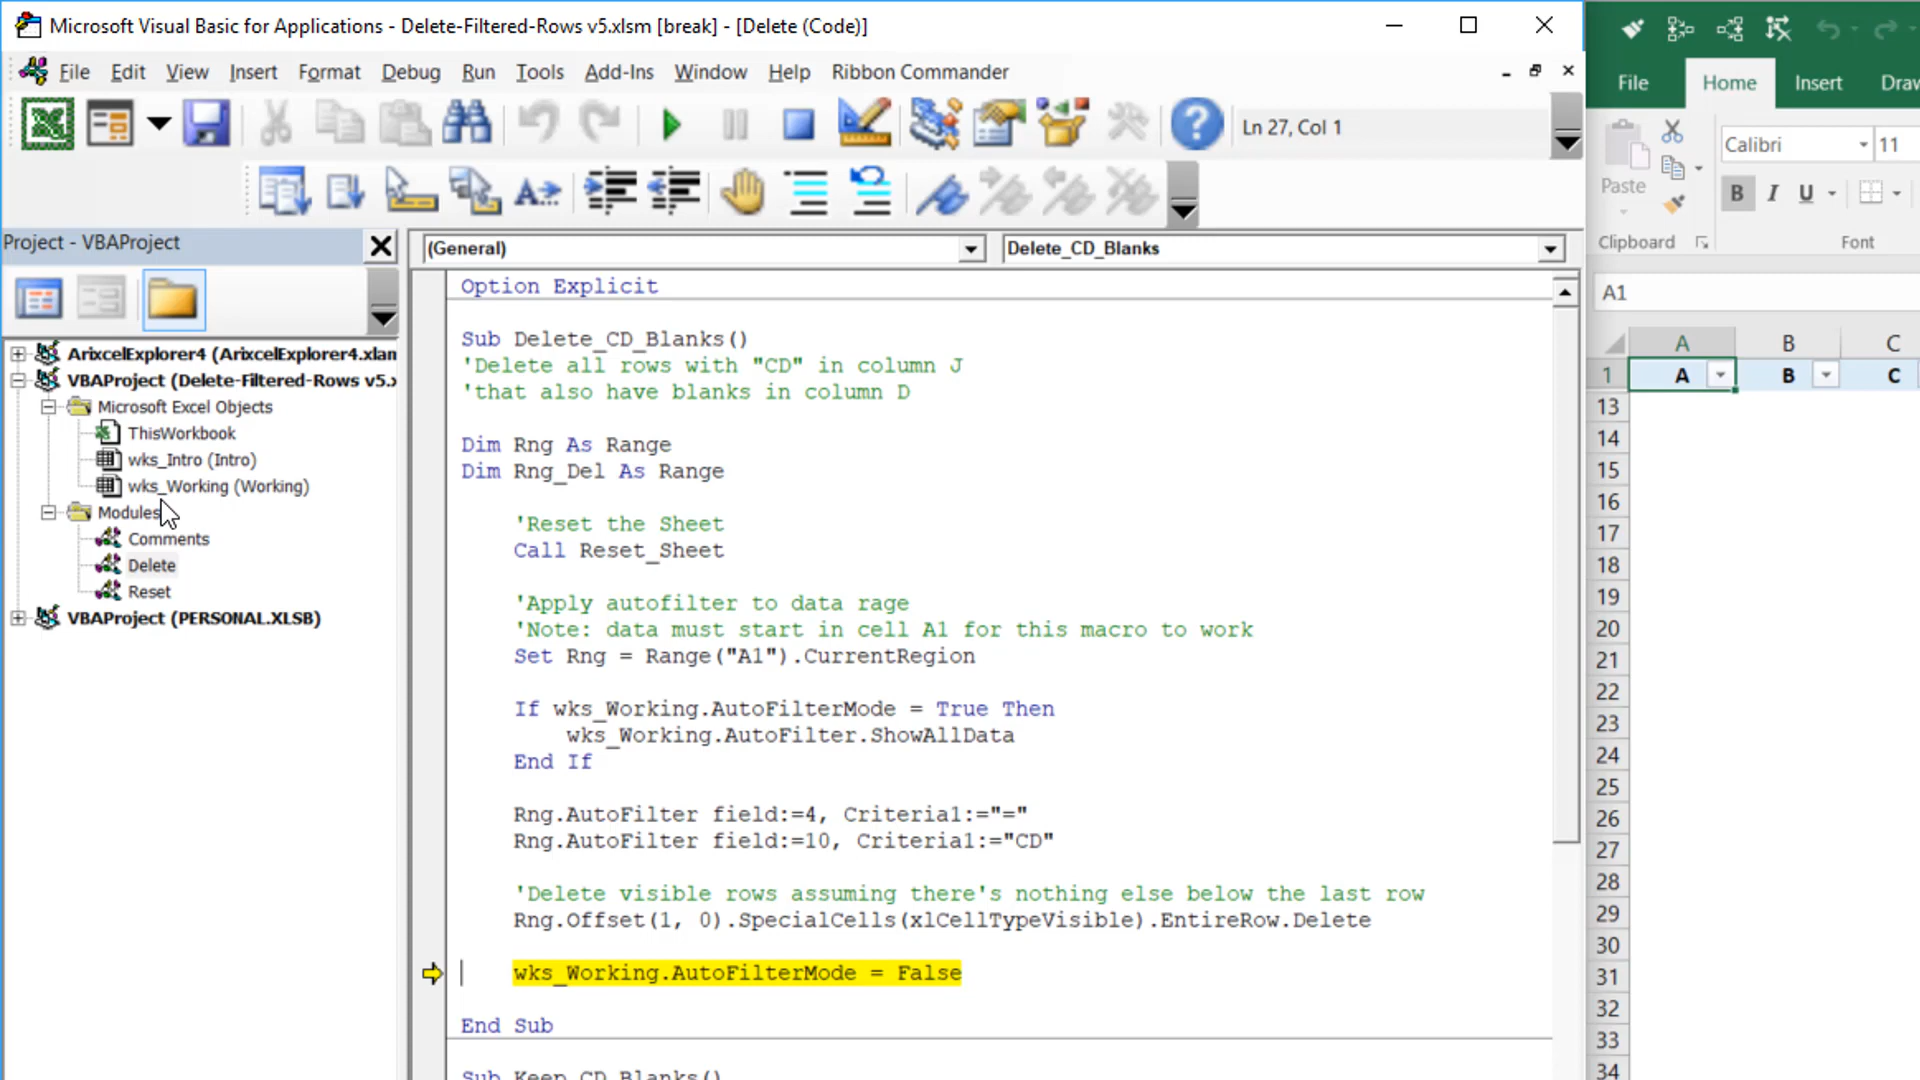 Microsoft Visual Basic for Applications - Delete-Filtered-Rows v5.xlsm [break] - [Delete (Code)]
File Edit View Insert Format Debug Run Tools Add-Ins Window Help Ribbon Commander
Ln 27, Col 1
Project - VBAProject
ArixcelExplorer4 (ArixcelExplorer4.xlam
VBAProject (Delete-Filtered-Rows v5.x
Microsoft Excel Objects
ThisWorkbook
wks_Intro (Intro)
wks_Working (Working)
Modules
Comments
Delete
Reset
VBAProject (PERSONAL.XLSB)
(General) Delete_CD_Blanks
Option Explicit
Sub Delete_CD_Blanks()
'Delete all rows with "CD" in column J
'that also have blanks in column D
Dim Rng As Range
Dim Rng_Del As Range
'Reset the Sheet
Call Reset_Sheet
'Apply autofilter to data rage
'Note: data must start in cell A1 for this macro to work
Set Rng = Range("A1").CurrentRegion
If wks_Working.AutoFilterMode = True Then
wks_Working.AutoFilter.ShowAllData
End If
Rng.AutoFilter field:=4, Criteria1:="="
Rng.AutoFilter field:=10, Criteria1:="CD"
'Delete visible rows assuming there's nothing else below the last row
Rng.Offset(1, 0).SpecialCells(xlCellTypeVisible).EntireRow.Delete
wks_Working.AutoFilterMode = False
End Sub
Sub Keep_CD_Blanks()
File Home Insert Draw
Calibri 11
Paste
B I U
Clipboard Font
A1
A B C
1 A B C
13
14
15
16
17
18
19
20
21
22
23
24
25
26
27
28
29
30
31
32
33
34